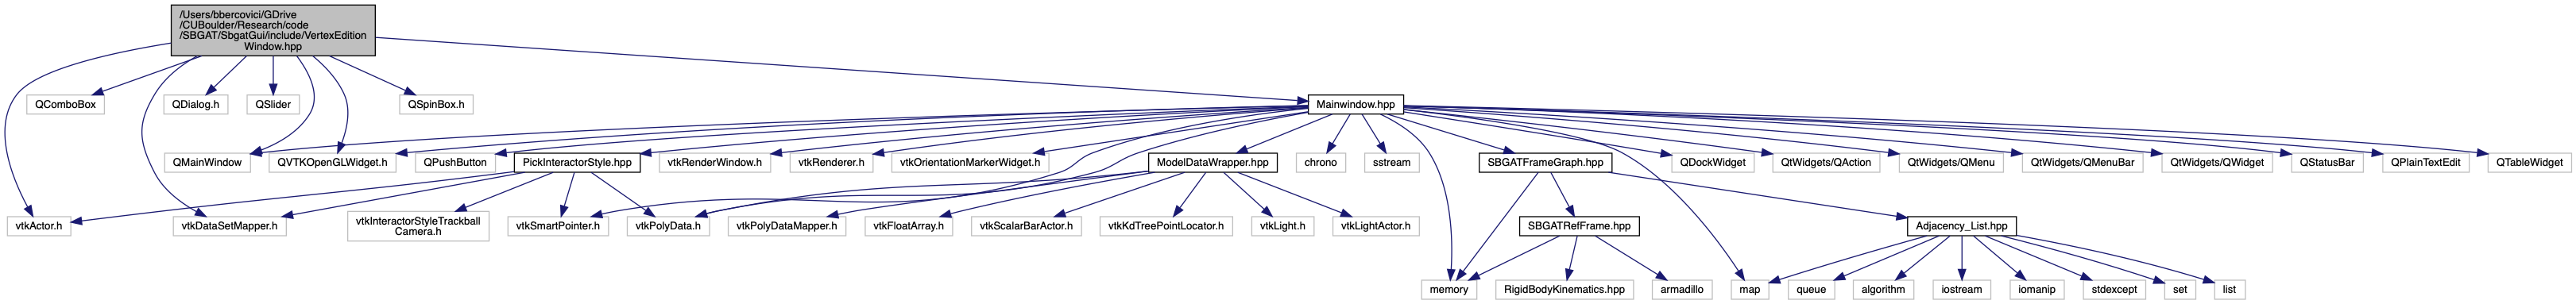 /Users/bbercovici/GDrive
/CUBoulder/Research/code
/SBGAT/SbgatGui/include/VertexEdition
Window.hpp
QComboBox
QDialog.h
QSlider
QSpinBox.h
Mainwindow.hpp
QMainWindow
QVTKOpenGLWidget.h
QPushButton
PickInteractorStyle.hpp
vtkRenderWindow.h
vtkRenderer.h
vtkOrientationMarkerWidget.h
ModelDataWrapper.hpp
chrono
sstream
SBGATFrameGraph.hpp
QDockWidget
QtWidgets/QAction
QtWidgets/QMenu
QtWidgets/QMenuBar
QtWidgets/QWidget
QStatusBar
QPlainTextEdit
QTableWidget
vtkActor.h
vtkDataSetMapper.h
vtkInteractorStyleTrackball
Camera.h
vtkSmartPointer.h
vtkPolyData.h
vtkPolyDataMapper.h
vtkFloatArray.h
vtkScalarBarActor.h
vtkKdTreePointLocator.h
vtkLight.h
vtkLightActor.h
SBGATRefFrame.hpp
Adjacency_List.hpp
memory
RigidBodyKinematics.hpp
armadillo
map
queue
algorithm
iostream
iomanip
stdexcept
set
list